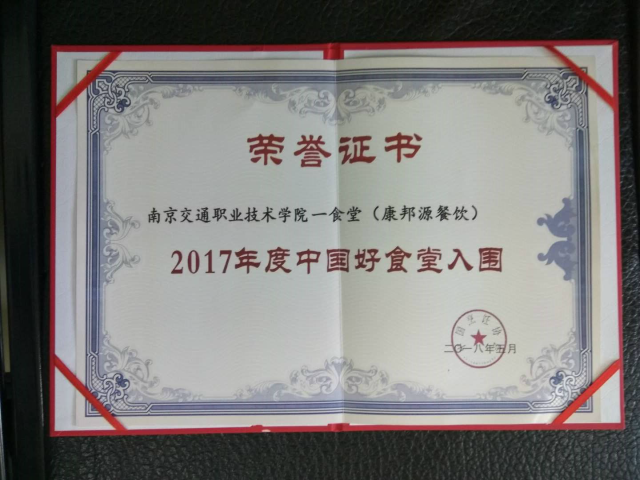 荣誉证书
南京交通职业技术学院一食堂（康邦源餐饮）
2017年度中国好食堂入围
二〇一八年五月